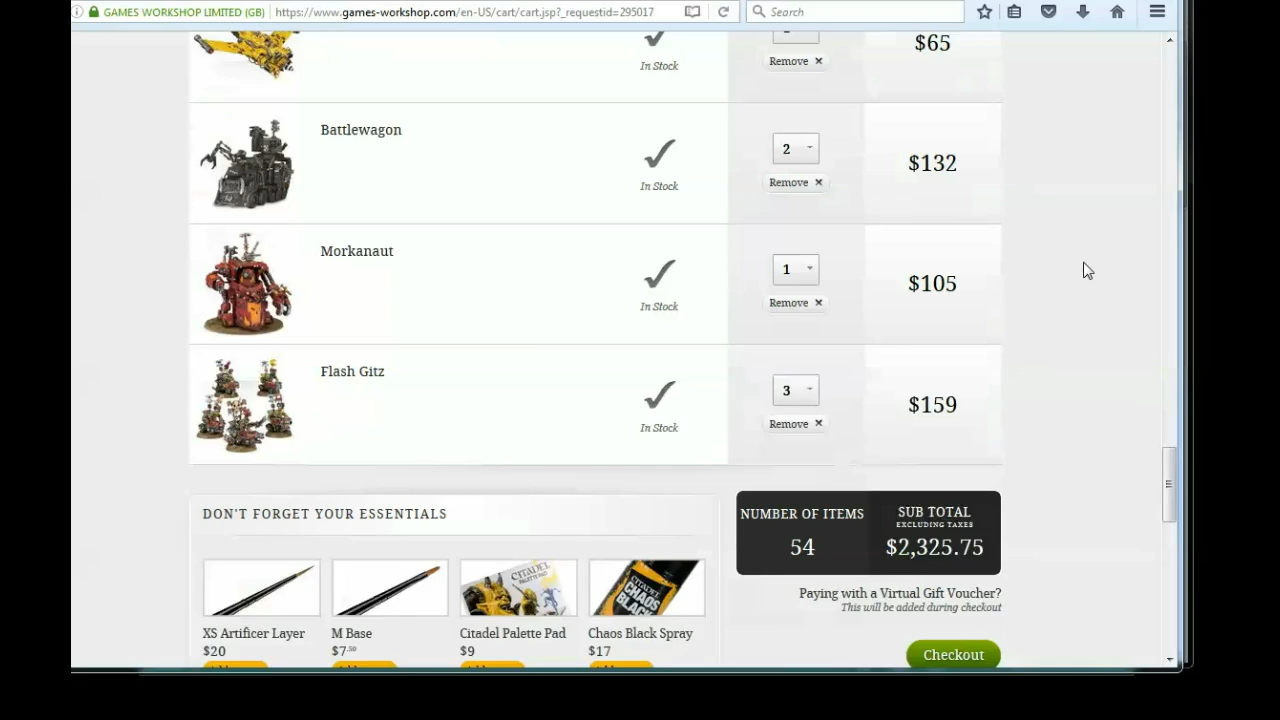 GAMES WORKSHOP LIMITED (GB)
https://www.games-workshop.com/en-US/cart/cart.jsp?_requestid=295017
Search
In Stock
Remove ×
$65
Battlewagon
In Stock
2
Remove ×
$132
Morkanaut
In Stock
1
Remove ×
$105
Flash Gitz
In Stock
3
Remove ×
$159
DON'T FORGET YOUR ESSENTIALS
CITADEL
CITADEL
CHAOS
BLACK
XS Artificer Layer
$20
M Base
$7.50
Citadel Palette Pad
$9
Chaos Black Spray
$17
NUMBER OF ITEMS
54
SUB TOTAL
EXCLUDING TAXES
$2,325.75
Paying with a Virtual Gift Voucher?
This will be added during checkout
Checkout